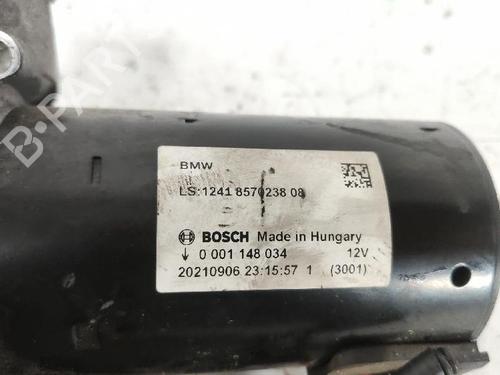 B-PARTS
BMW
LS:1241 8570238 08
BOSCH Made in Hungary
0 001 148 034 12V
20210906 23:15:57 1 (3001)